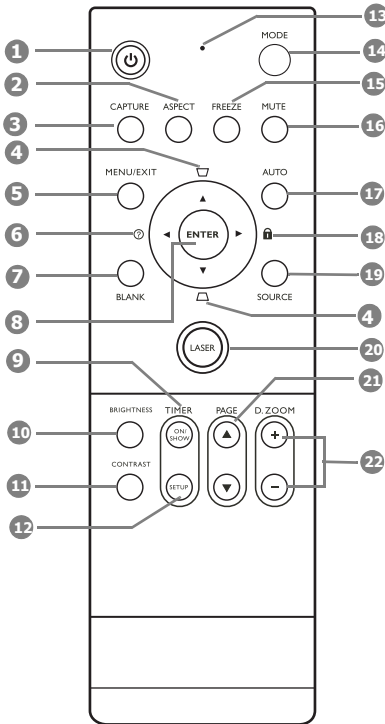 13
1
MODE
14
2
15
CAPTURE ASPECT FREEZE MUTE
3
16
4
MENU/EXIT AUTO
5
17
6
?
ENTER
18
7
19
BLANK SOURCE
8
4
LASER
20
9
21
BRIGHTNESS TIMER PAGE D. ZOOM
10
ON/
SHOW
+
CONTRAST
22
11
SETUP
−
12